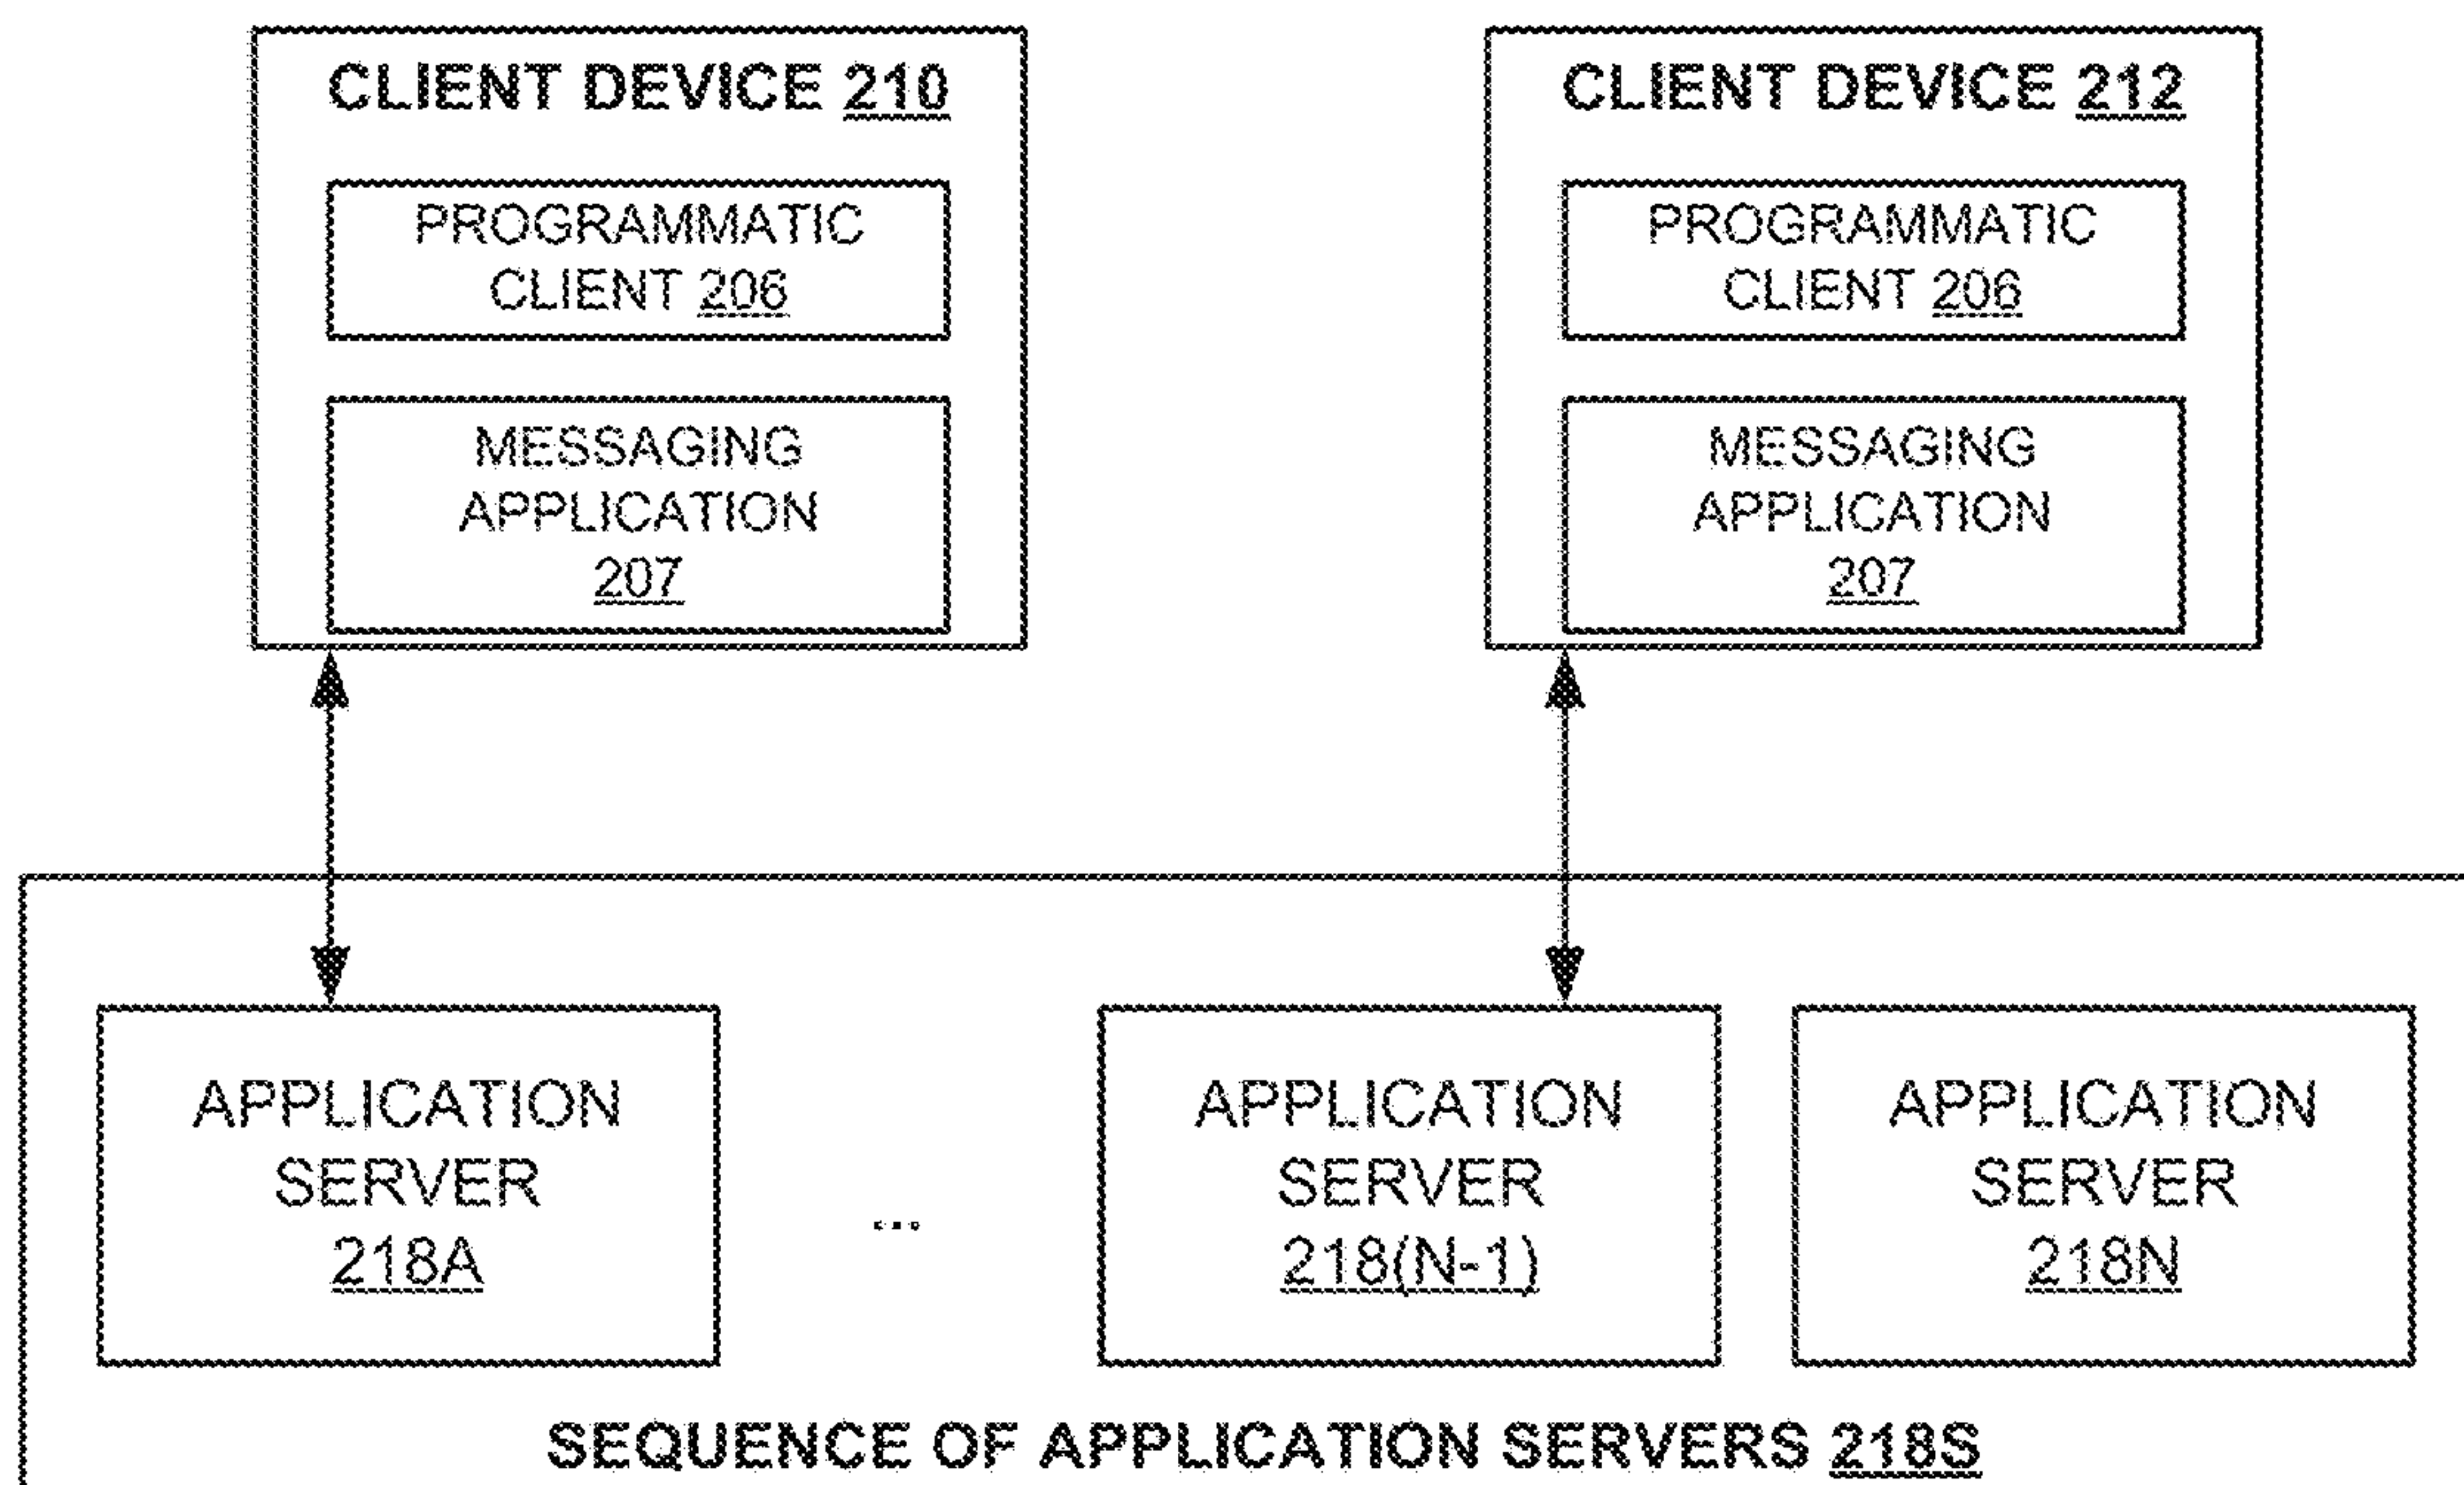 CLIENT DEVICE 210
PROGRAMMATIC
CLIENT 206
MESSAGING
APPLICATION
207
CLIENT DEVICE 212
PROGRAMMATIC
CLIENT 206
MESSAGING
APPLICATION
207
APPLICATION
SERVER
218A
...
APPLICATION
SERVER
218(N-1)
APPLICATION
SERVER
218N
SEQUENCE OF APPLICATION SERVERS 218S